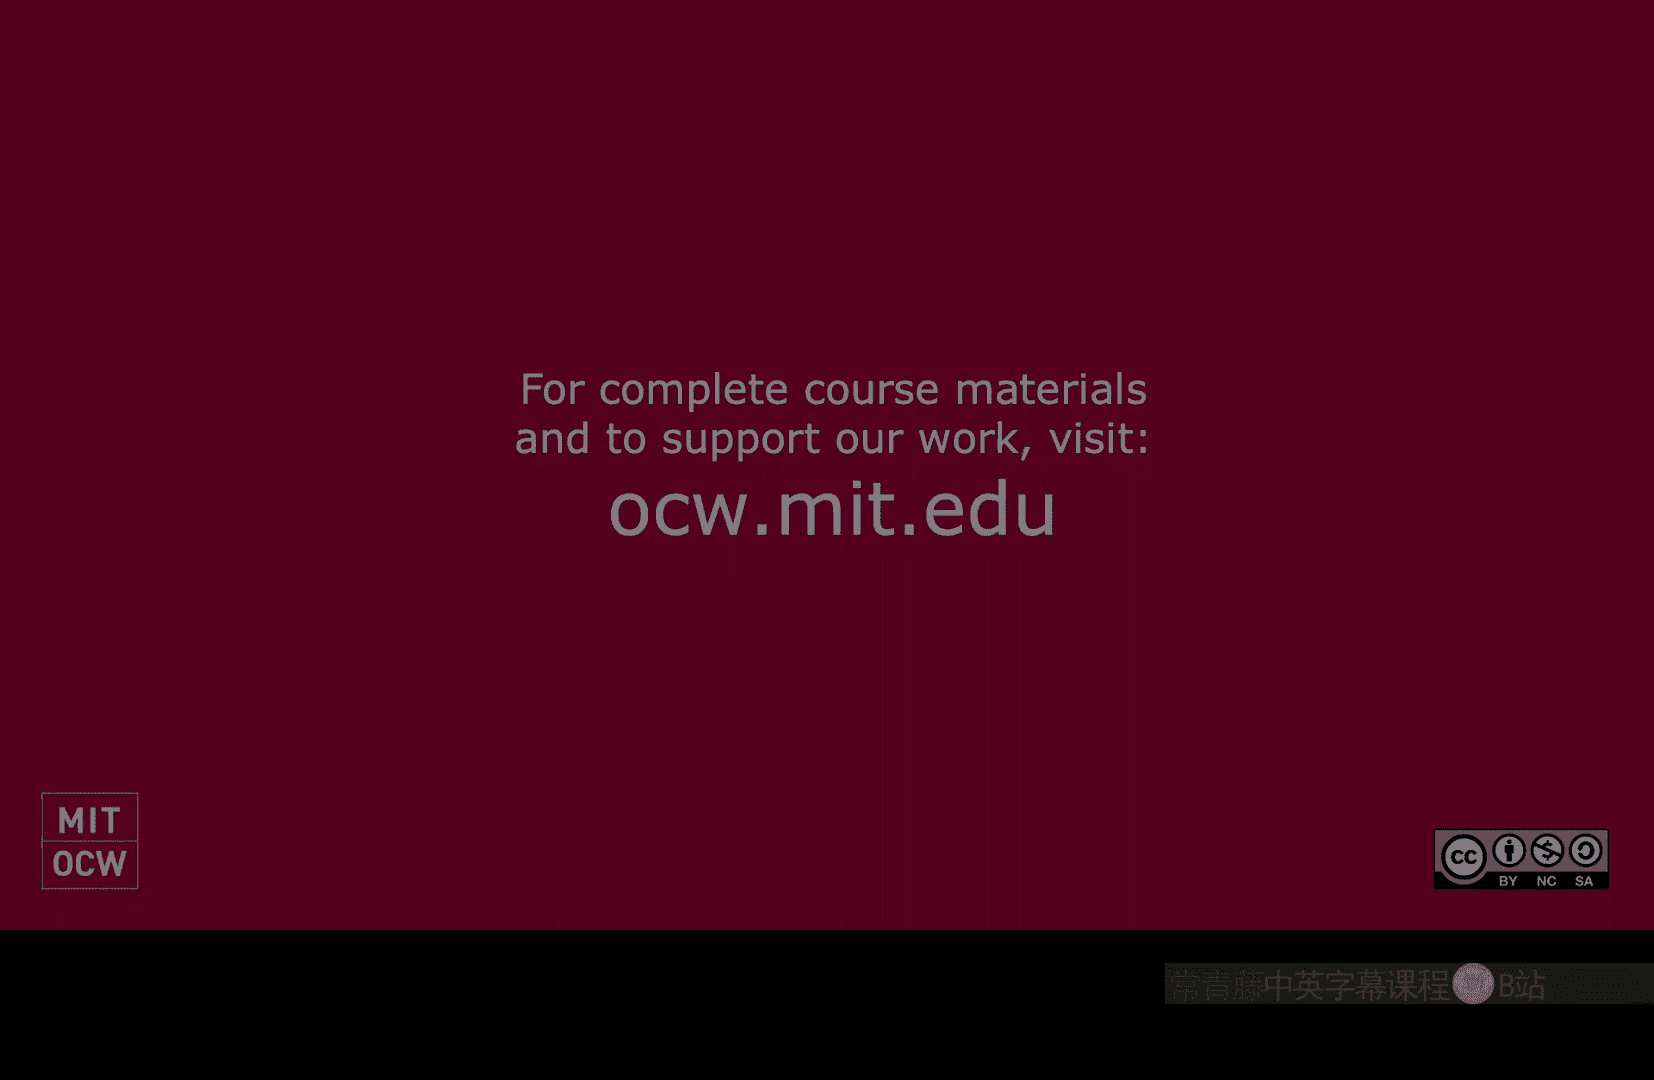 For complete course materials
and to support our work, visit:
ocw.mit.edu
MIT
OCW
CC
BY NC SA
常青藤中英字幕课程 B站